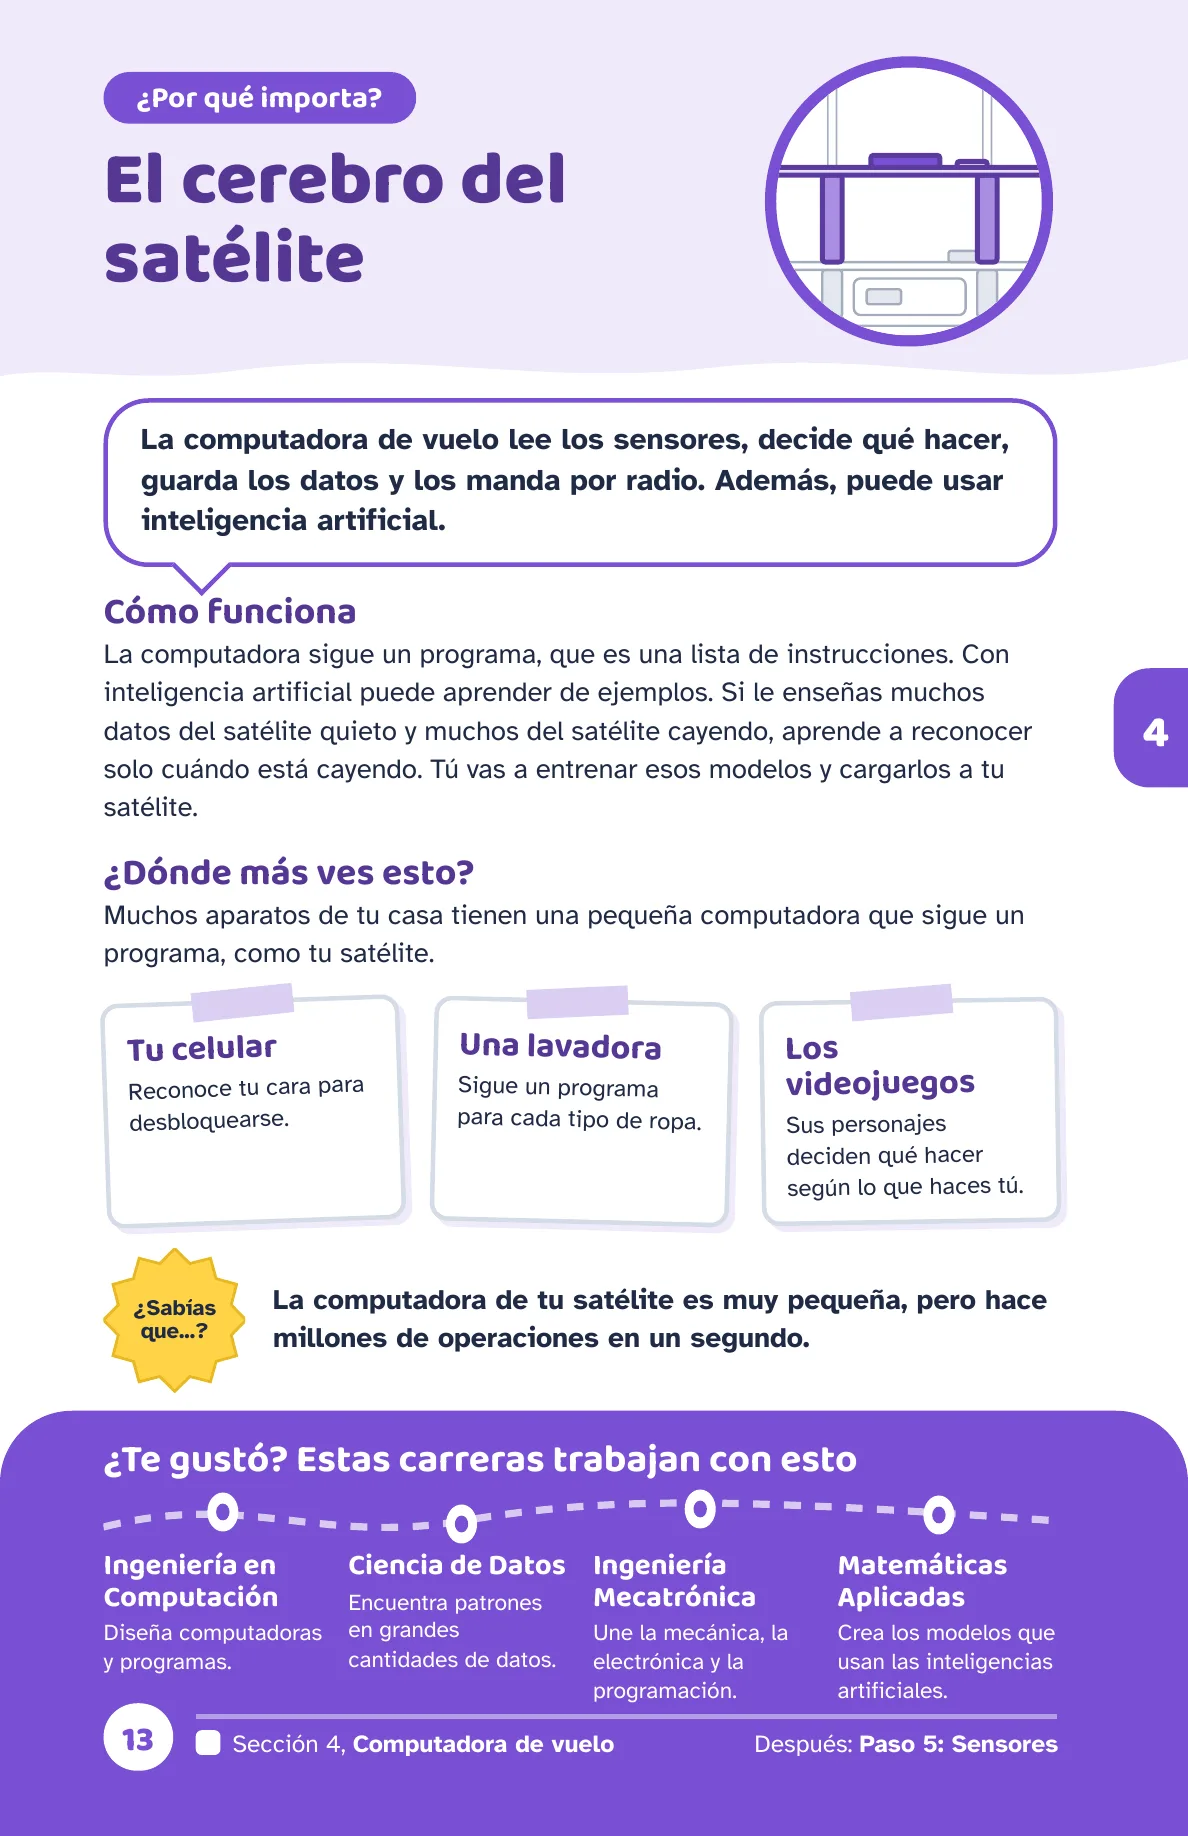 ¿Por qué importa?
El cerebro del
satélite
La computadora de vuelo lee los sensores, decide qué hacer,
guarda los datos y los manda por radio. Además, puede usar
inteligencia artificial.
Cómo funciona
La computadora sigue un programa, que es una lista de instrucciones. Con
inteligencia artificial puede aprender de ejemplos. Si le enseñas muchos
datos del satélite quieto y muchos del satélite cayendo, aprende a reconocer
solo cuándo está cayendo. Tú vas a entrenar esos modelos y cargarlos a tu
satélite.
4
¿Dónde más ves esto?
Muchos aparatos de tu casa tienen una pequeña computadora que sigue un
programa, como tu satélite.
Tu celular
Reconoce tu cara para
desbloquearse.
Una lavadora
Sigue un programa
para cada tipo de ropa.
Los
videojuegos
Sus personajes
deciden qué hacer
según lo que haces tú.
¿Sabías
que...?
La computadora de tu satélite es muy pequeña, pero hace
millones de operaciones en un segundo.
¿Te gustó? Estas carreras trabajan con esto
Ingeniería en
Computación
Diseña computadoras
y programas.
Ciencia de Datos
Encuentra patrones
en grandes
cantidades de datos.
Ingeniería
Mecatrónica
Une la mecánica, la
electrónica y la
programación.
Matemáticas
Aplicadas
Crea los modelos que
usan las inteligencias
artificiales.
13
Sección 4, Computadora de vuelo
Después: Paso 5: Sensores